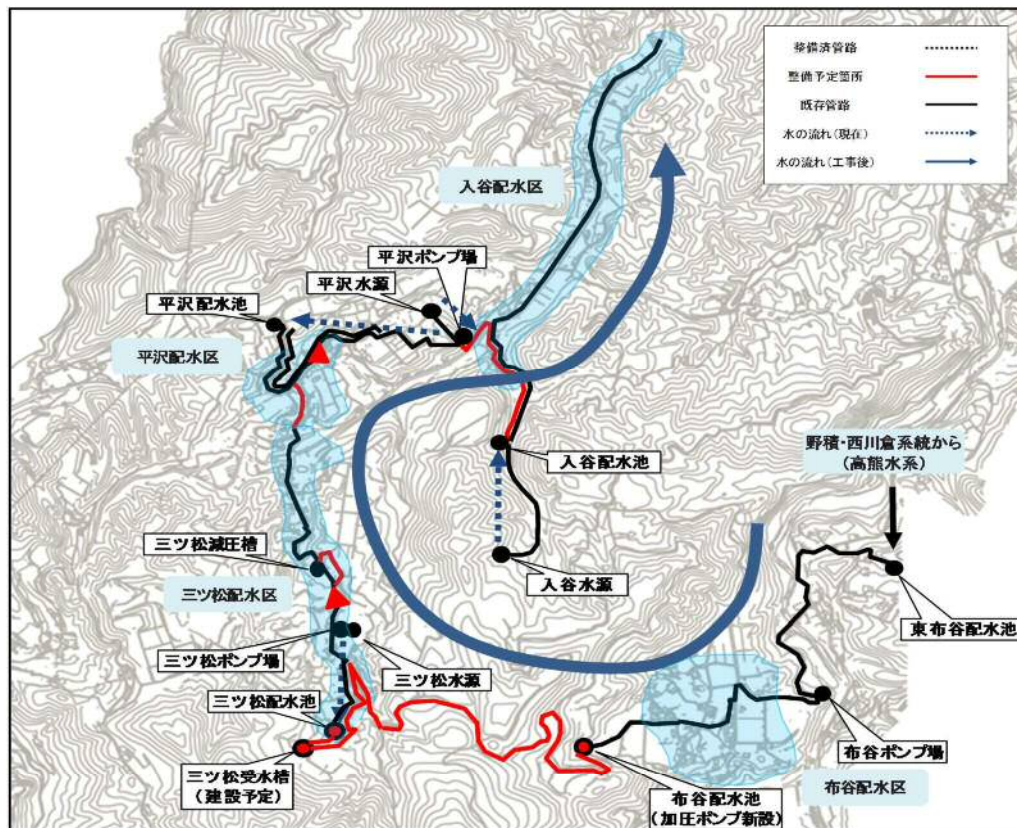 整備済管路
整備予定箇所
既存管路
水の流れ(現在)
水の流れ(工事後)
入谷配水区
平沢ポンプ場
平沢水源
平沢配水池
平沢配水区
入谷配水池
野積・西川倉系統から
(高熊水系)
三ツ松減圧槽
入谷水源
三ツ松配水区
東布谷配水池
三ツ松ポンプ場
三ツ松水源
三ツ松配水池
布谷ポンプ場
三ツ松受水槽
(建設予定)
布谷配水池
(加圧ポンプ新設)
布谷配水区